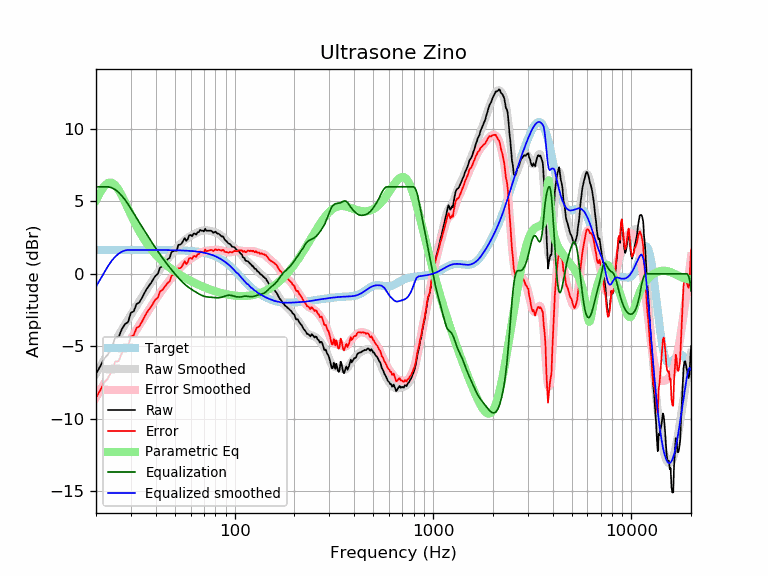 Ultrasone Zino
Amplitude (dBr)
10
5
0
−5
−10
−15
Target
Raw Smoothed
Error Smoothed
Raw
Error
Parametric Eq
Equalization
Equalized smoothed
100
1000
10000
Frequency (Hz)